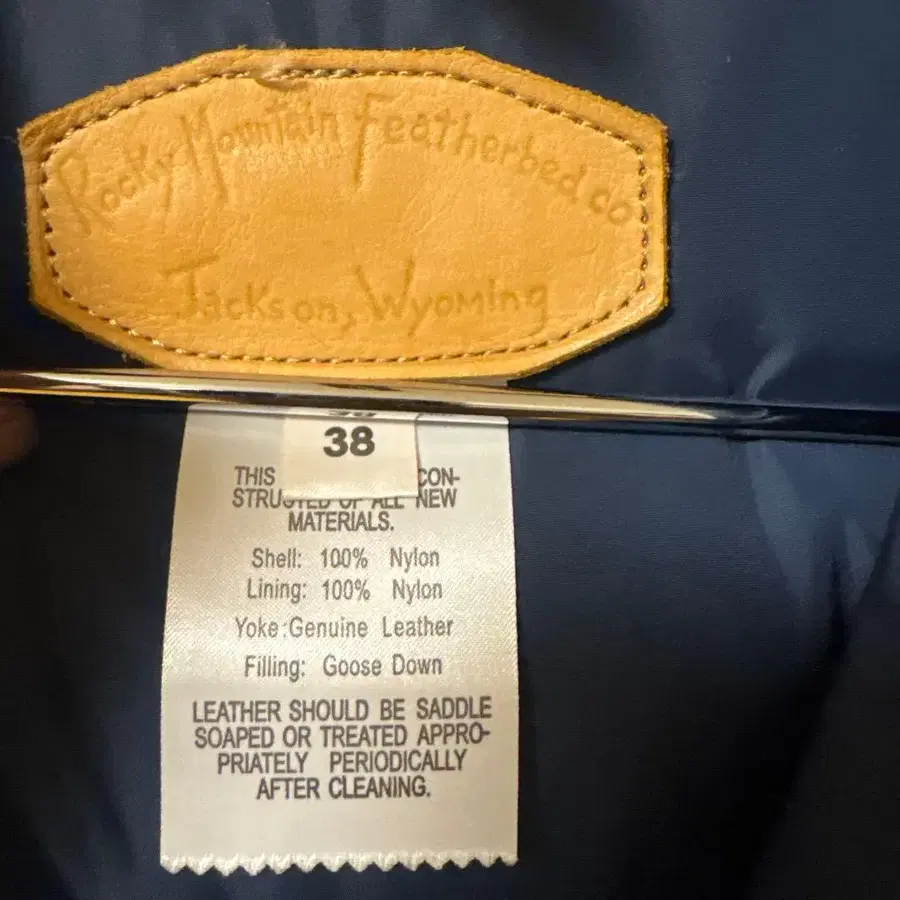 Rocky Mountain Featherbed co
Jackson, Wyoming
38
THIS CON-
STRUCTED OF ALL NEW
MATERIALS.
Shell: 100% Nylon
Lining: 100% Nylon
Yoke:Genuine Leather
Filling: Goose Down
LEATHER SHOULD BE SADDLE
SOAPED OR TREATED APPRO-
PRIATELY PERIODICALLY
AFTER CLEANING.